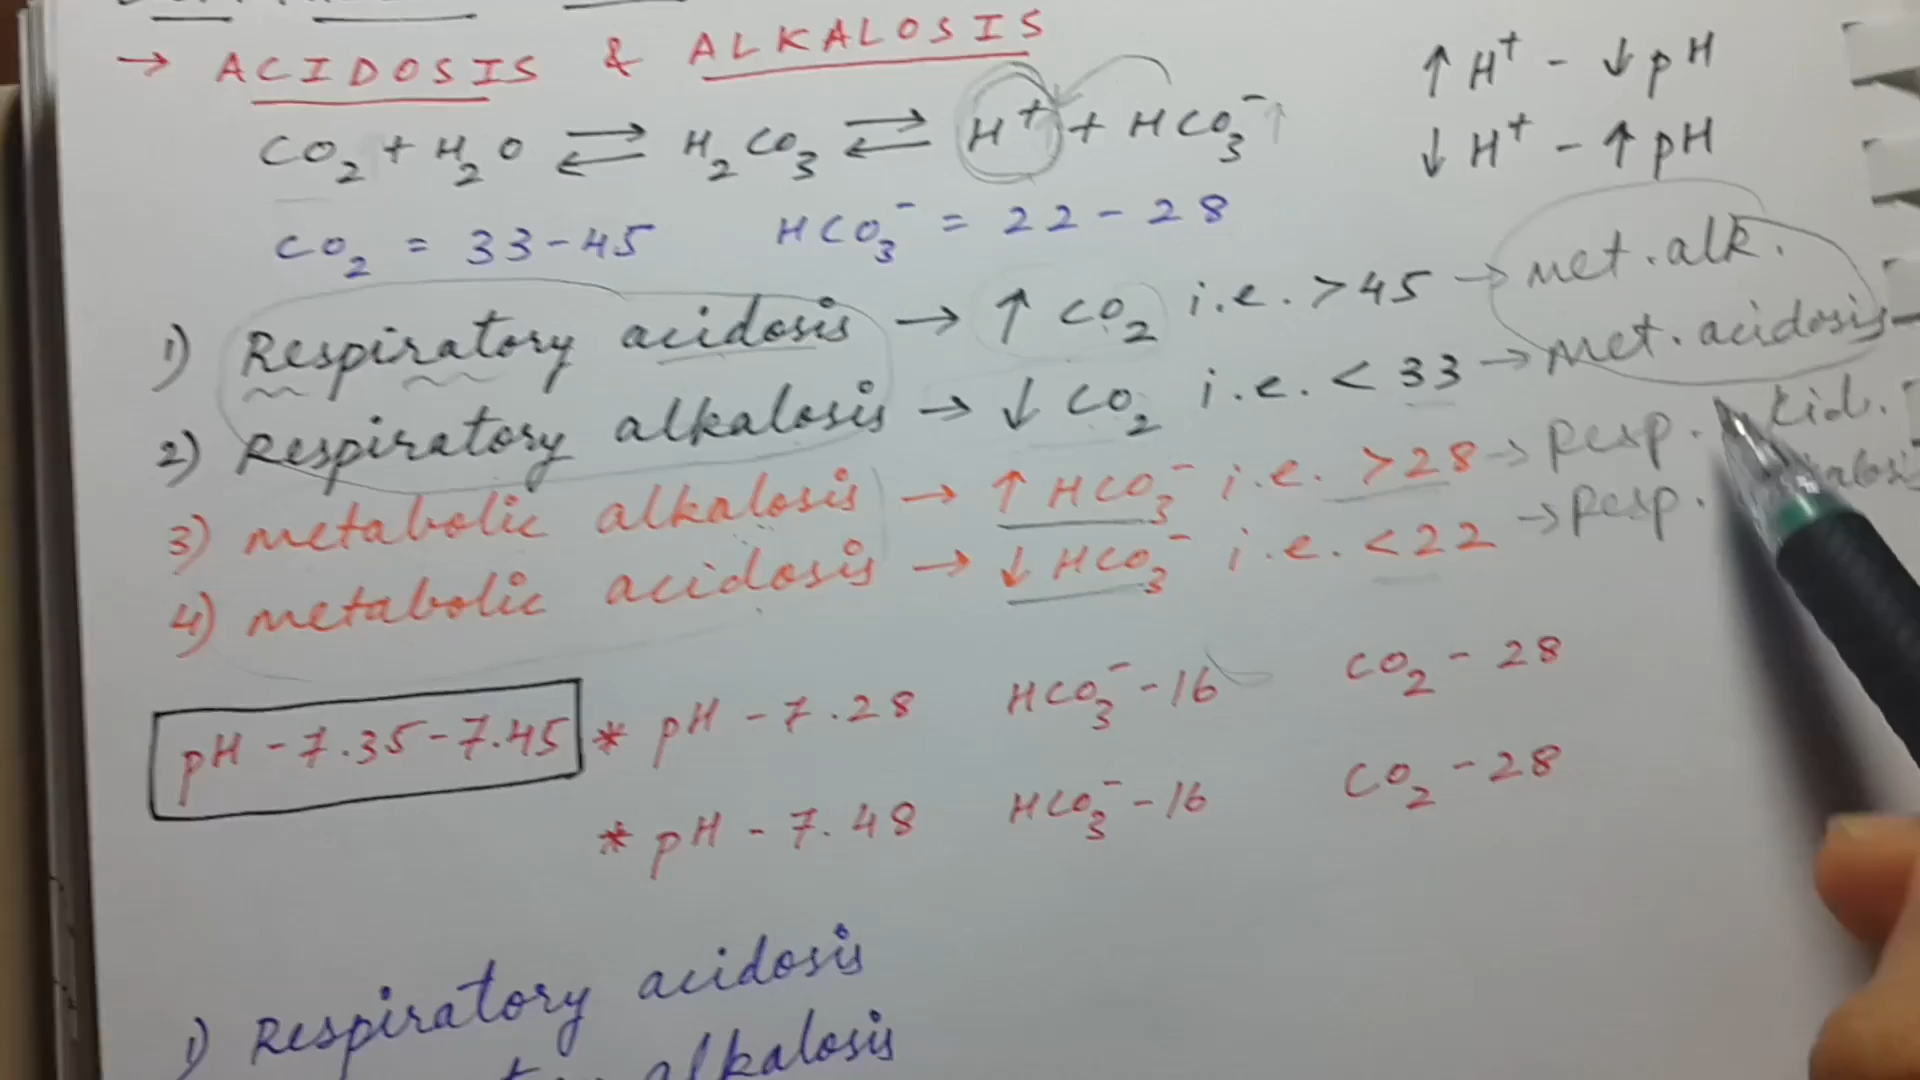 → ACIDOSIS & ALKALOSIS
CO₂ + H₂O ⇌ H₂CO₃ ⇌ H⁺ + HCO₃⁻ ↑
↑ H⁺ - ↓ pH
↓ H⁺ - ↑ pH
CO₂ = 33-45 HCO₃⁻ = 22-28
1) Respiratory acidosis → ↑ CO₂ i.e. >45 → met. alk.
2) Respiratory alkalosis → ↓ CO₂ i.e. < 33 → met. acidosis
3) metabolic alkalosis → ↑ HCO₃⁻ i.e. >28 → Resp.
4) metabolic acidosis → ↓ HCO₃⁻ i.e. <22 → Resp.
pH - 7.35-7.45 * pH - 7.28 HCO₃⁻ - 16 CO₂ - 28
* pH - 7.48 HCO₃⁻ - 16 CO₂ - 28
1) Respiratory acidosis
alkalosis